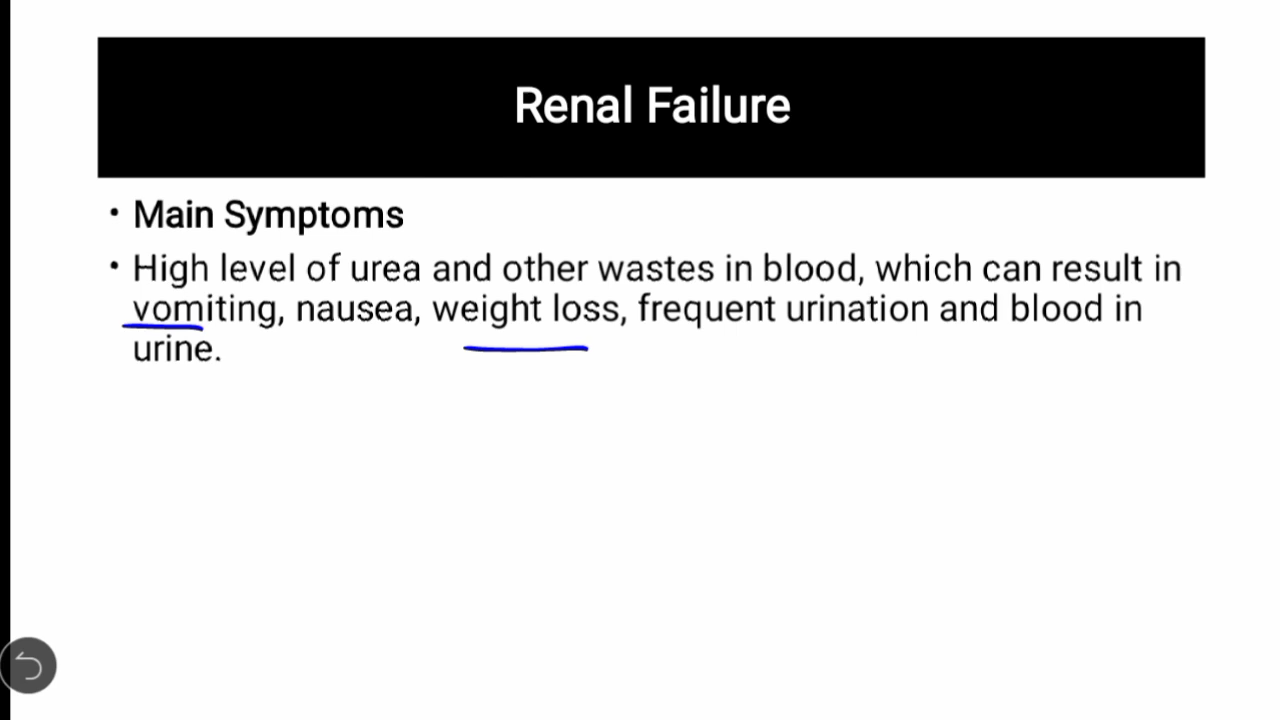 Renal Failure
• Main Symptoms
• High level of urea and other wastes in blood, which can result in
vomiting, nausea, weight loss, frequent urination and blood in
urine.